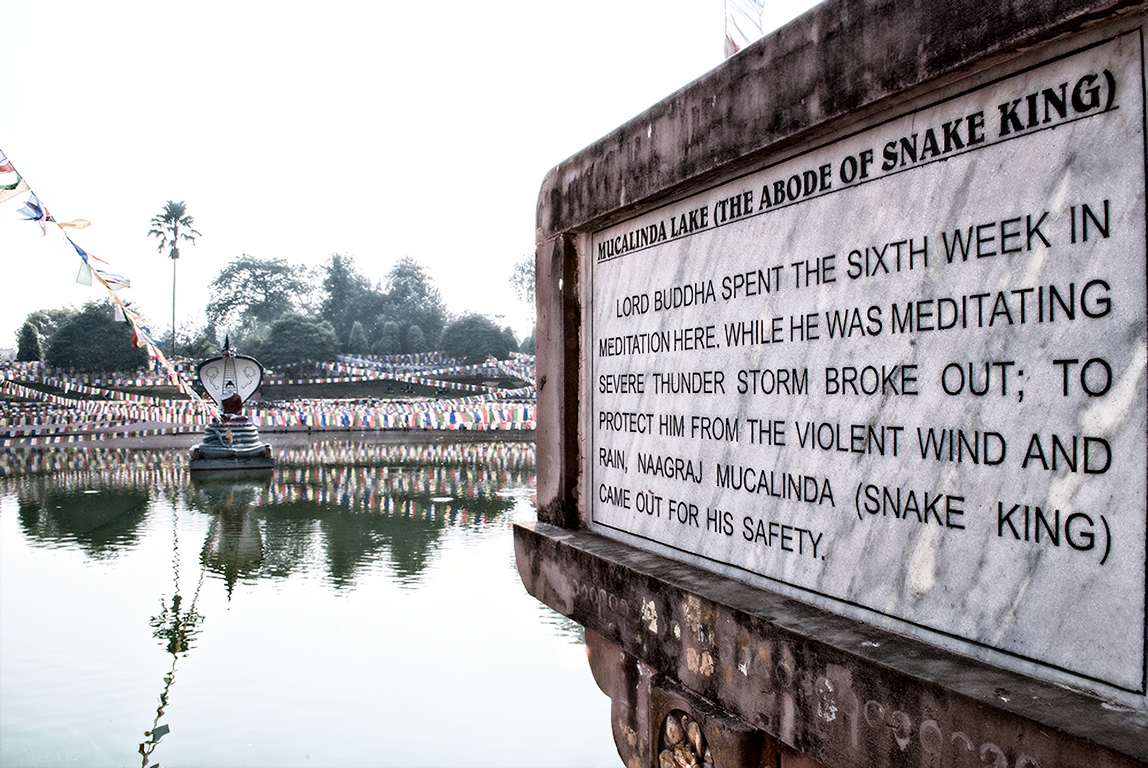 MUCALINDA LAKE (THE ABODE OF SNAKE KING)
LORD BUDDHA SPENT THE SIXTH WEEK IN
MEDITATION HERE. WHILE HE WAS MEDITATING
SEVERE THUNDER STORM BROKE OUT; TO
PROTECT HIM FROM THE VIOLENT WIND AND
RAIN, NAAGRAJ MUCALINDA (SNAKE KING)
CAME OUT FOR HIS SAFETY.